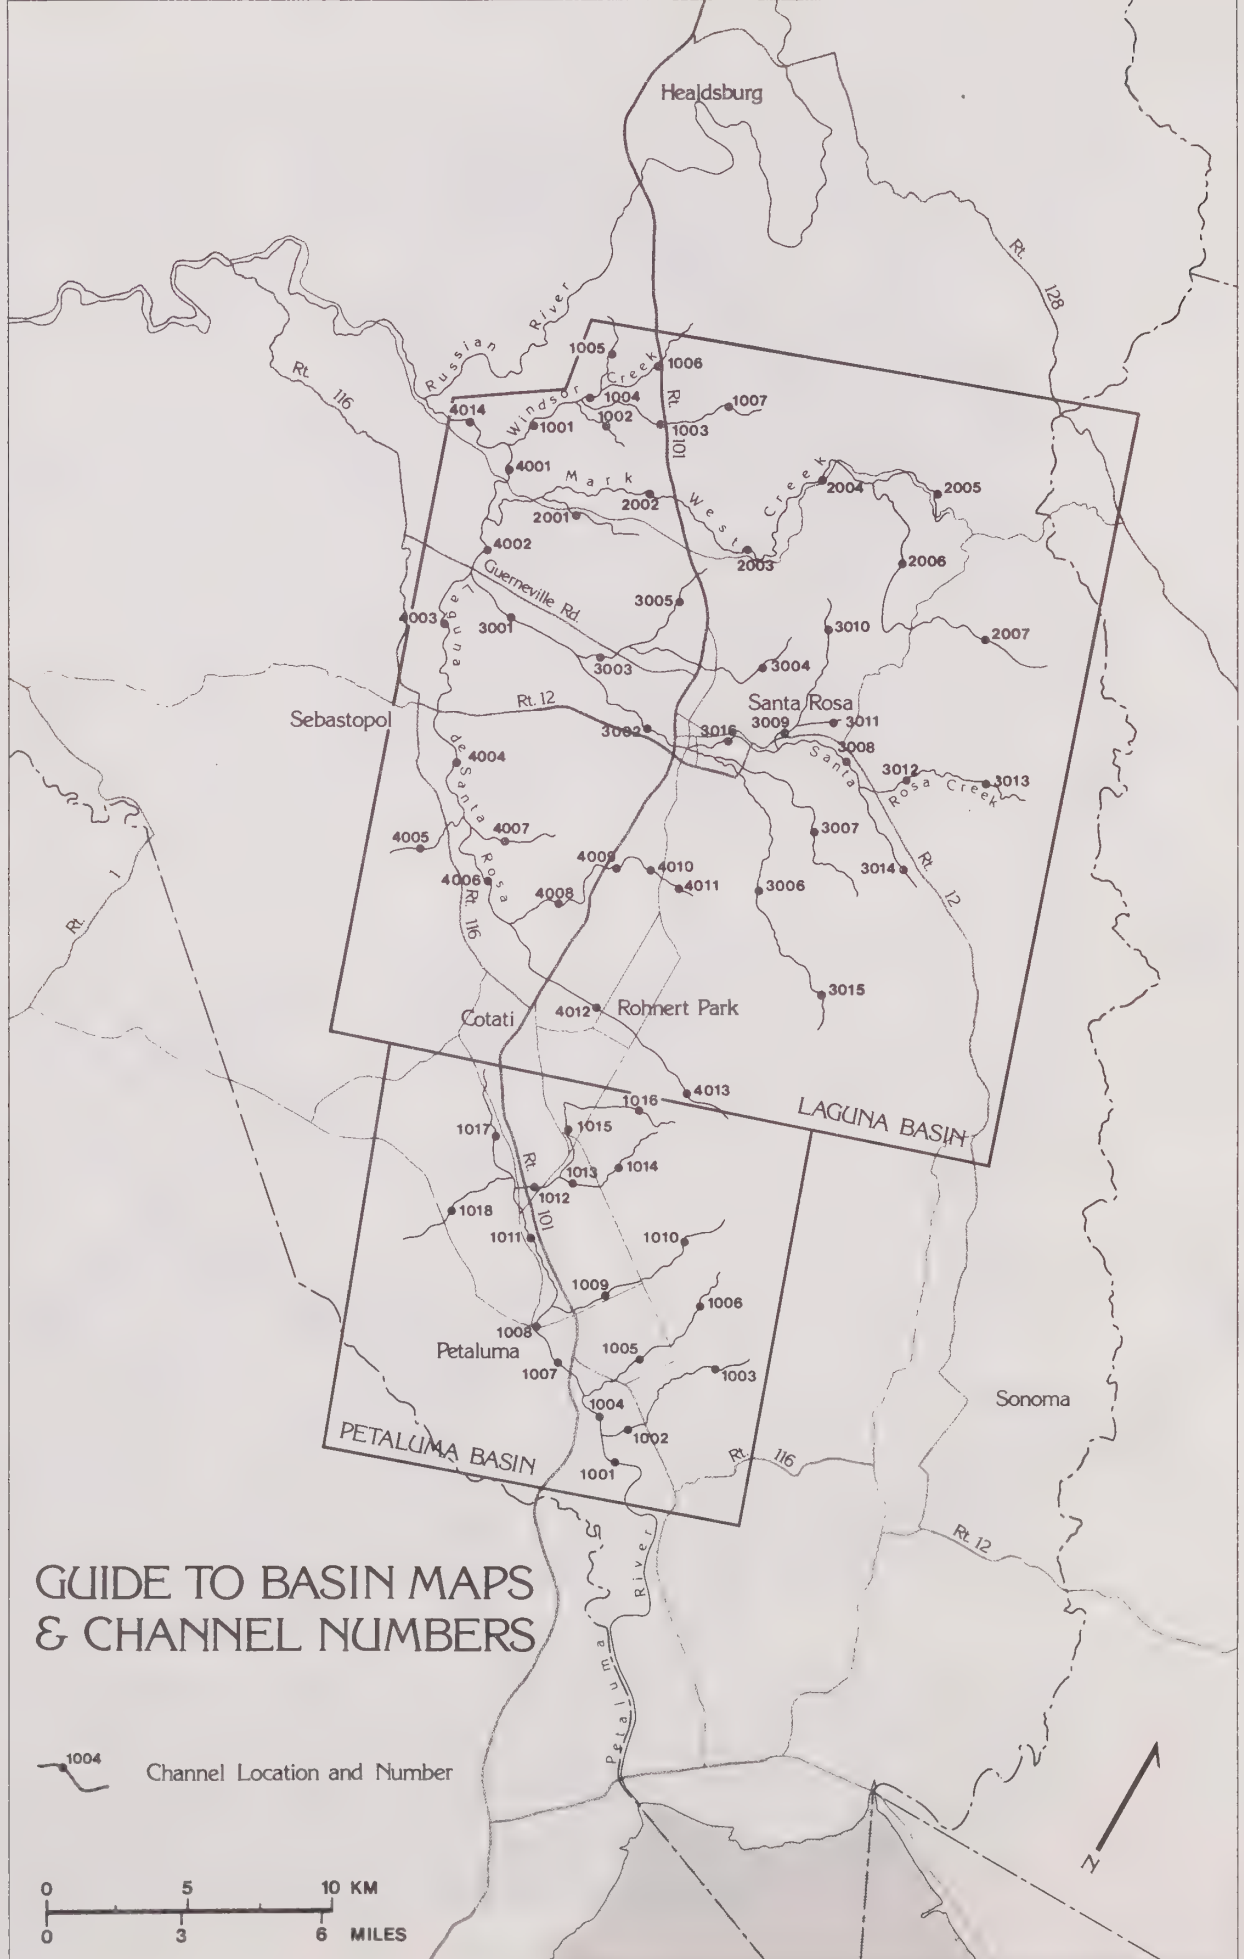 Healdsburg
Rt. 128
Russian River
Rt. 116
1005
Windsor Creek
1006
1004
1007
4014
1001
1002
Rt. 101
1003
4001
Mark West Creek
2004
2005
2002
2001
4002
2003
2006
Guerneville Rd.
3005
4003
Laguna de Santa Rosa
3001
3010
2007
3003
3004
Rt. 12
Santa Rosa
Sebastopol
3002
3016
3009
3011
3008
Santa Rosa Creek
4004
3012
3013
4005
4007
3007
4009
4010
3014
Rt. 12
4006
4008
4011
3006
Rt. 1
Rt. 116
3015
4012
Rohnert Park
Cotati
4013
1016
LAGUNA BASIN
1017
1015
Rt. 101
1013
1014
1012
1018
1011
1010
1009
1006
1008
Petaluma
1005
1007
1003
1004
Sonoma
1002
PETALUMA BASIN
Rt. 116
1001
Rt. 12
Petaluma River
GUIDE TO BASIN MAPS
& CHANNEL NUMBERS
1004
Channel Location and Number
N
0 5 10 KM
0 3 6 MILES